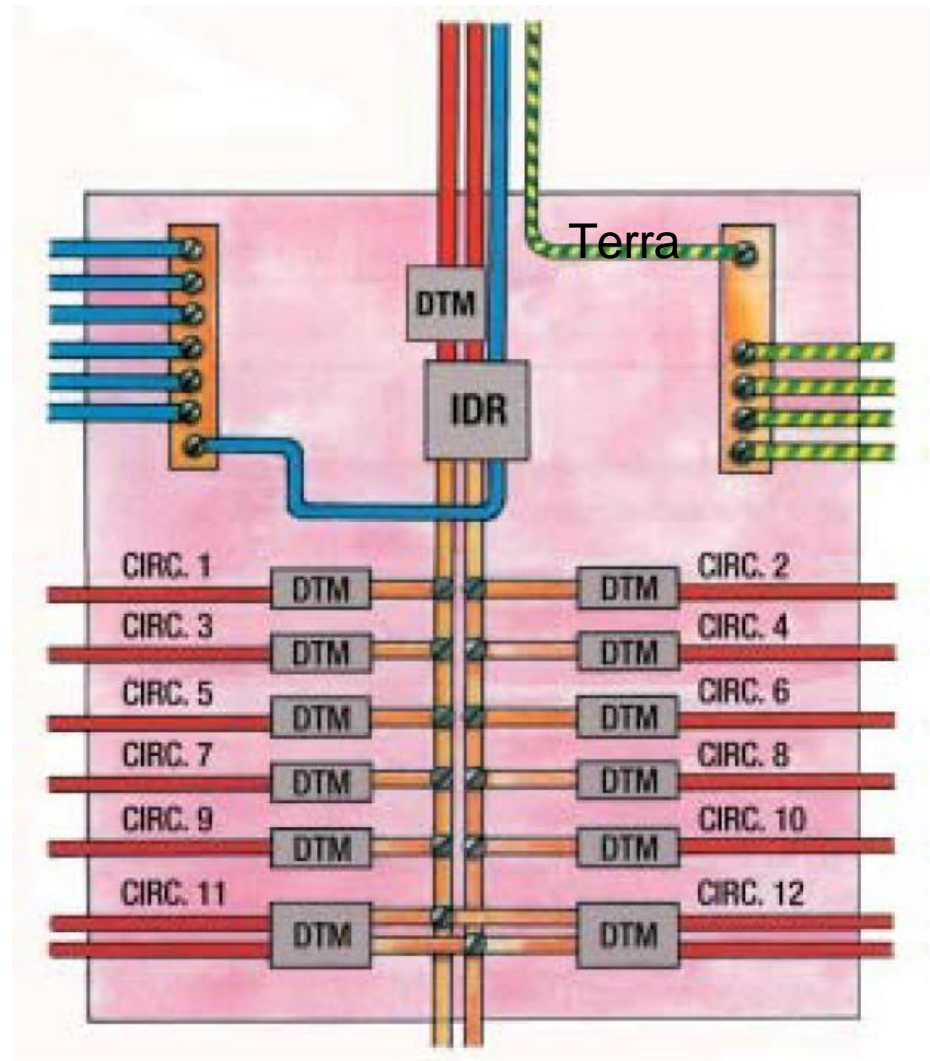 Terra
DTM
IDR
CIRC. 1
DTM
DTM
CIRC. 2
CIRC. 3
DTM
DTM
CIRC. 4
CIRC. 5
DTM
DTM
CIRC. 6
CIRC. 7
DTM
DTM
CIRC. 8
CIRC. 9
DTM
DTM
CIRC. 10
CIRC. 11
DTM
DTM
CIRC. 12